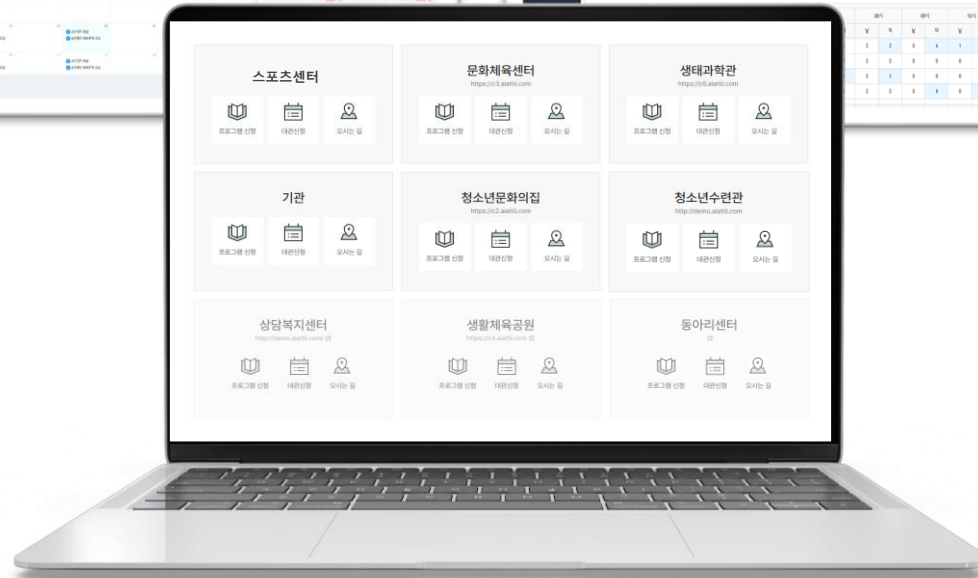 스포츠센터
프로그램 신청 대관신청 오시는 길
문화체육센터
https://c3.aiattii.com
프로그램 신청 대관신청 오시는 길
생태과학관
https://c5.aiattii.com
프로그램 신청 대관신청 오시는 길
기관
프로그램 신청 대관신청 오시는 길
청소년문화의집
https://c2.aiattii.com
프로그램 신청 대관신청 오시는 길
청소년수련관
http://demo.aiattii.com
프로그램 신청 대관신청 오시는 길
상담복지센터
http://demo.aiattii.com/
프로그램 신청 대관신청 오시는 길
생활체육공원
https://c4.aiattii.com
프로그램 신청 대관신청 오시는 길
동아리센터
프로그램 신청 대관신청 오시는 길